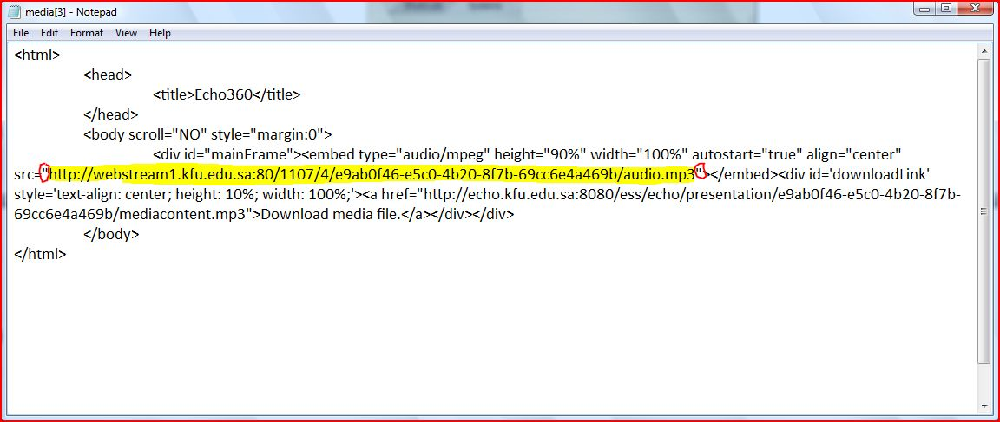 media[3] - Notepad
File Edit Format View Help
<html>
<head>
<title>Echo360</title>
</head>
<body scroll="NO" style="margin:0">
<div id="mainFrame"><embed type="audio/mpeg" height="90%" width="100%" autostart="true" align="center"
src="http://webstream1.kfu.edu.sa:80/1107/4/e9ab0f46-e5c0-4b20-8f7b-69cc6e4a469b/audio.mp3"></embed><div id='downloadLink'
style='text-align: center; height: 10%; width: 100%;'><a href="http://echo.kfu.edu.sa:8080/ess/echo/presentation/e9ab0f46-e5c0-4b20-8f7b-
69cc6e4a469b/mediacontent.mp3">Download media file.</a></div></div>
</body>
</html>